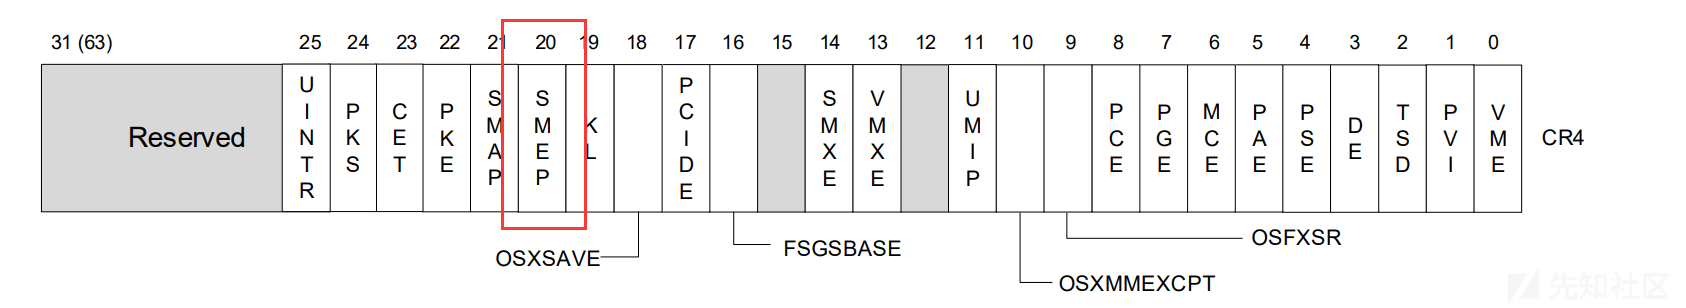 31 (63) 25 24 23 22 21 20 19 18 17 16 15 14 13 12 11 10 9 8 7 6 5 4 3 2 1 0
Reserved UINTR PKS CET PKE SMAP SMEP KL PCIDE SMXE VMXE UMIP PCE PGE MCE PAE PSE DE TSD PVI VME CR4
OSXSAVE FSGSBASE OSFXSR
OSXMMEXCPT
先知社区